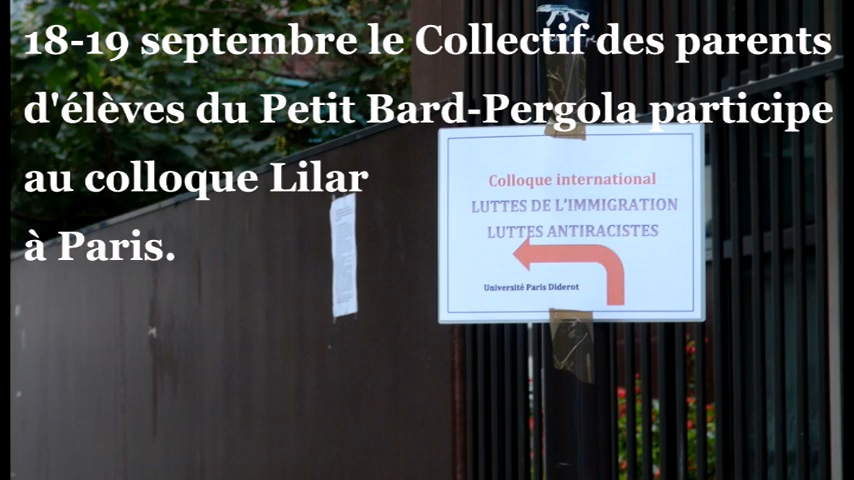 18-19 septembre le Collectif des parents
d'élèves du Petit Bard-Pergola participe
au colloque Lilar
à Paris.
Colloque international
LUTTES DE L'IMMIGRATION
LUTTES ANTIRACISTES
Université Paris Diderot